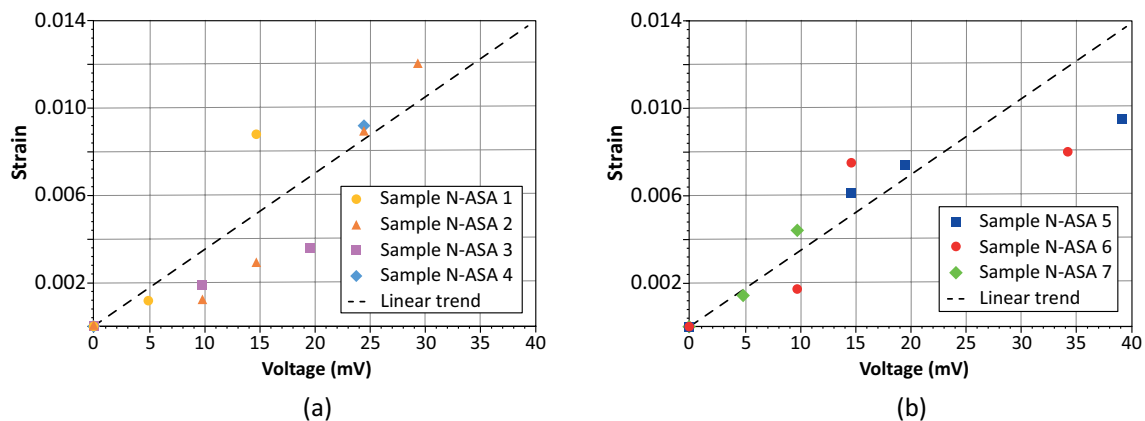 0.014
0.010
0.006
0.002
Strain
Sample N-ASA 1
Sample N-ASA 2
Sample N-ASA 3
Sample N-ASA 4
Linear trend
0 5 10 15 20 25 30 35 40
Voltage (mV)
(a)
0.014
0.010
0.006
0.002
Strain
Sample N-ASA 5
Sample N-ASA 6
Sample N-ASA 7
Linear trend
0 5 10 15 20 25 30 35 40
Voltage (mV)
(b)